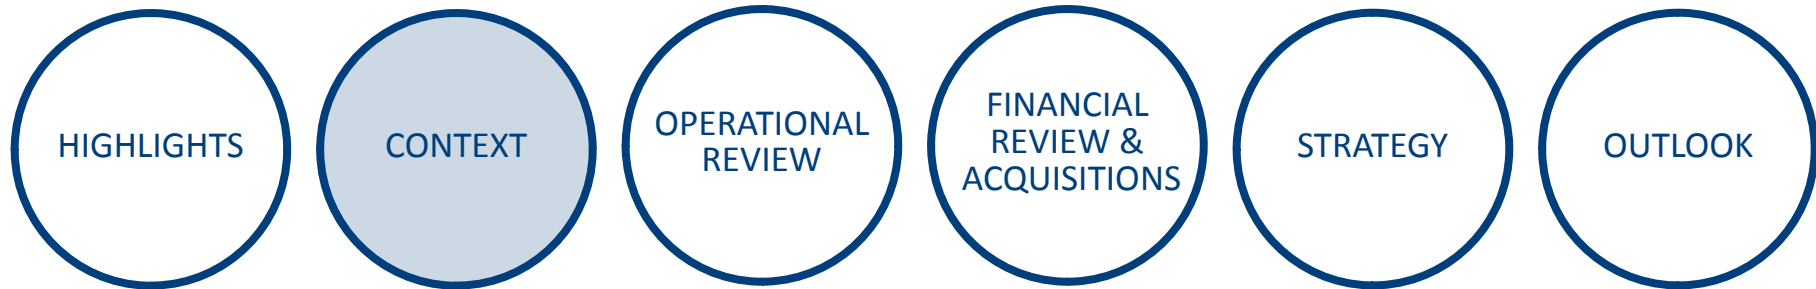 HIGHLIGHTS
CONTEXT
OPERATIONAL
REVIEW
FINANCIAL
REVIEW &
ACQUISITIONS
STRATEGY
OUTLOOK